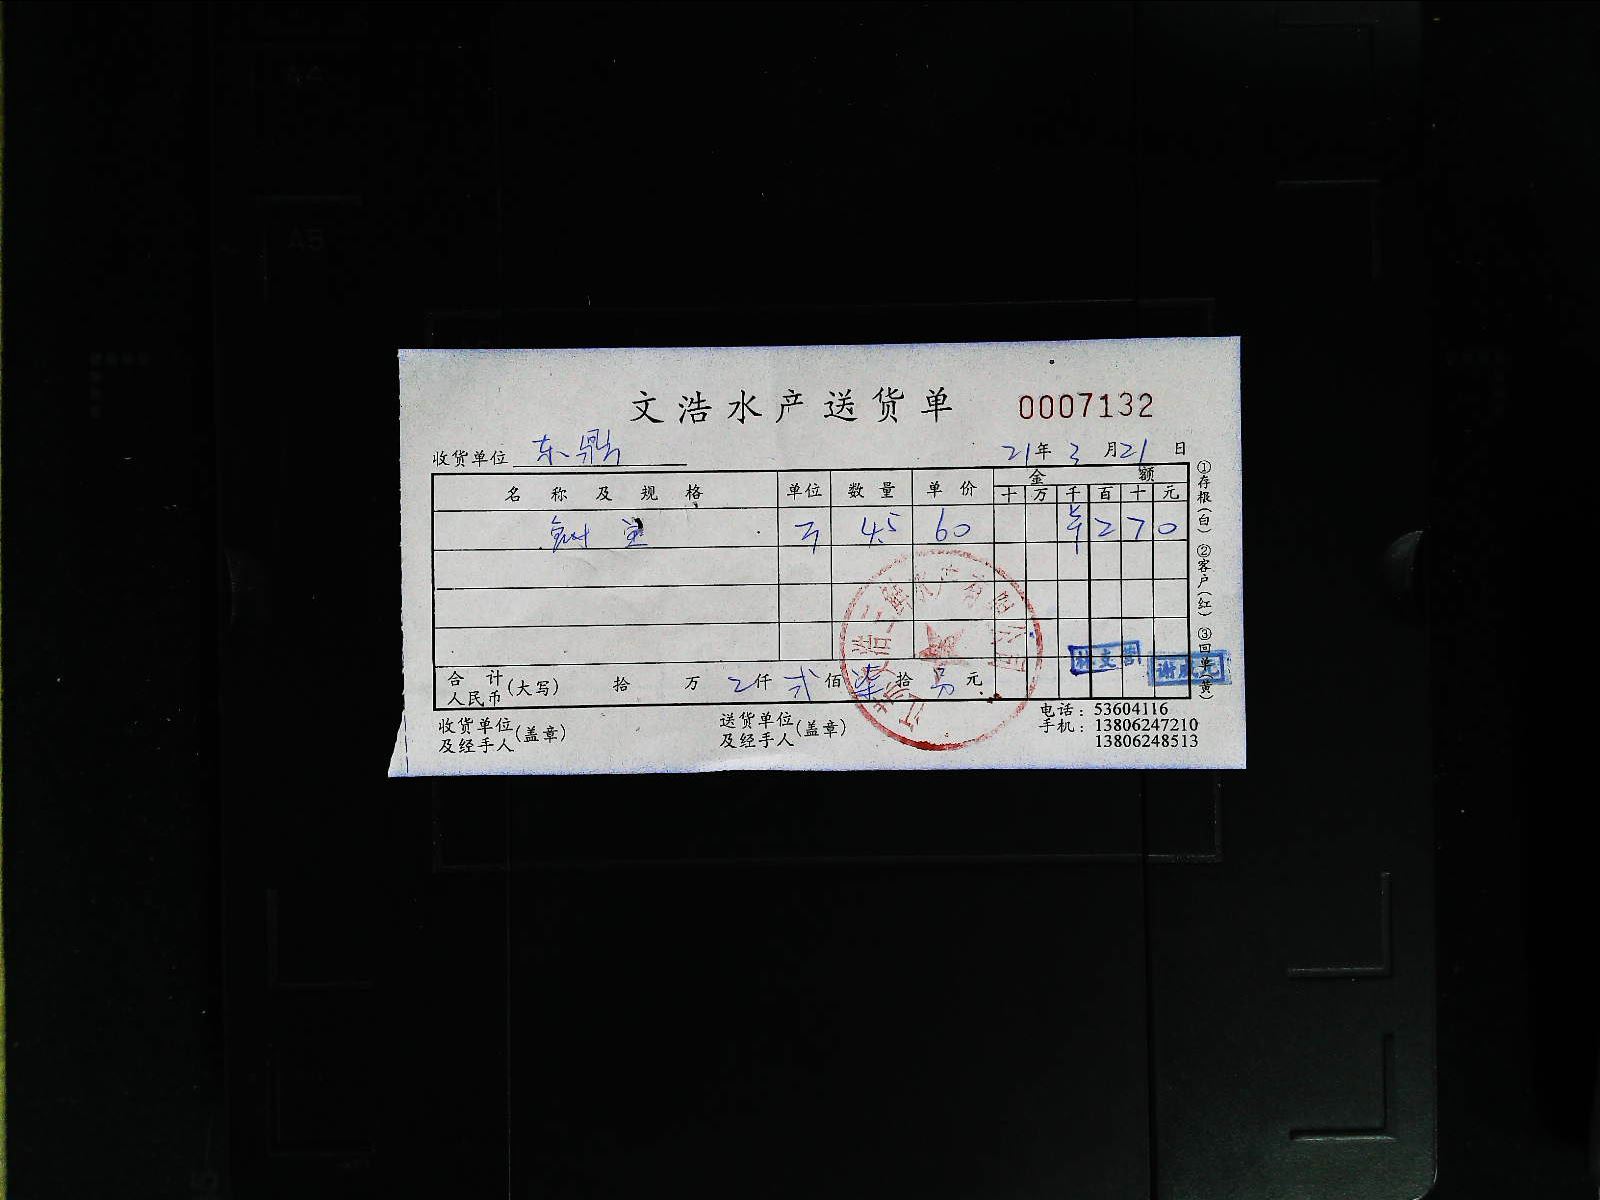 文浩水产送货单 0007132
收货单位 东鼎 21年3月21日
名称及规格 单位 数量 单价 金额
十 万 千 百 十 元
斤 4.5 60 ¥ 2 7 0
合计人民币(大写) 拾 万 仟 弍佰 柒拾 元
收货单位及经手人(盖章) 送货单位及经手人(盖章)
电话:53604116
手机:13806247210
13806248513
①存根(白) ②客户(红) ③回单(黄)